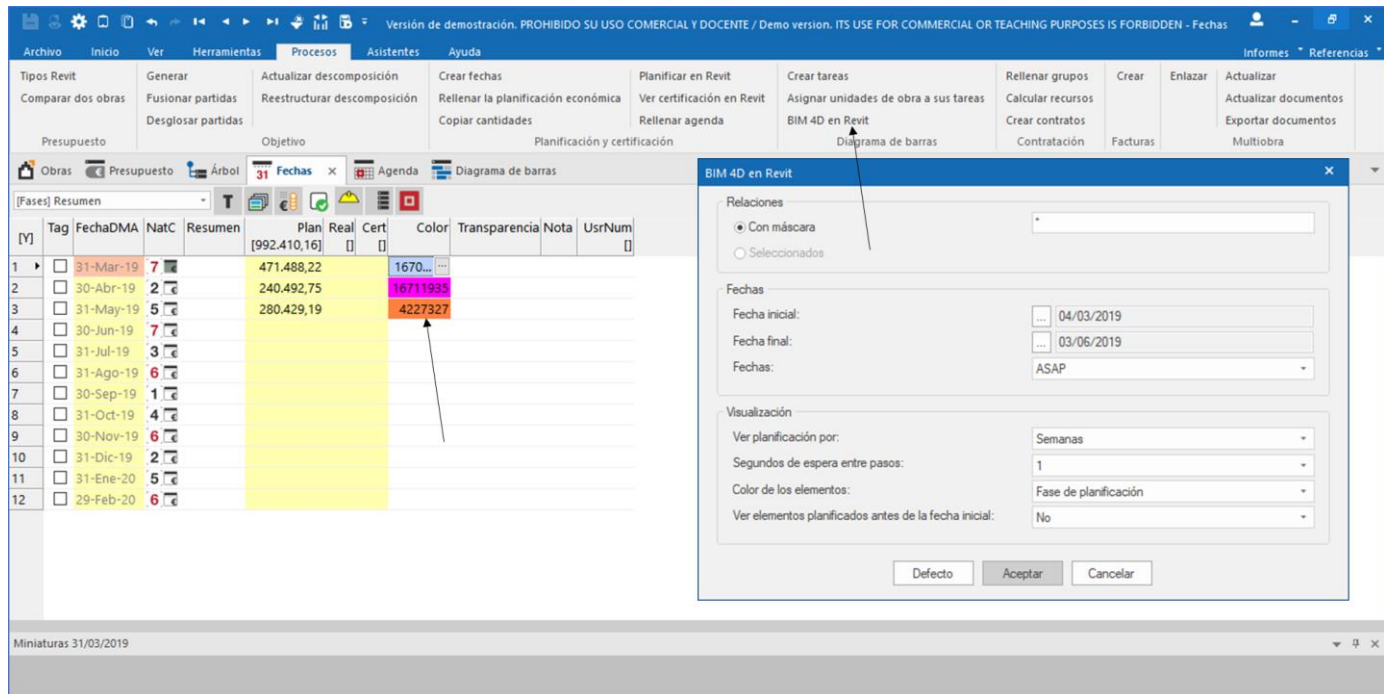 Versión de demostración. PROHIBIDO SU USO COMERCIAL Y DOCENTE / Demo version. ITS USE FOR COMMERCIAL OR TEACHING PURPOSES IS FORBIDDEN - Fechas
Archivo Inicio Ver Herramientas Procesos Asistentes Ayuda Informes Referencias
Tipos Revit Generar Actualizar descomposición Crear fechas Planificar en Revit Crear tareas Rellenar grupos Crear Enlazar Actualizar
Comparar dos obras Fusionar partidas Reestructurar descomposición Rellenar la planificación económica Ver certificación en Revit Asignar unidades de obra a sus tareas Calcular recursos Actualizar documentos
Desglosar partidas Copiar cantidades Rellenar agenda BIM 4D en Revit Crear contratos Exportar documentos
Presupuesto Objetivo Planificación y certificación Diagrama de barras Contratación Facturas Multiobra
Obras Presupuesto Árbol 31 Fechas x Agenda Diagrama de barras
[Fases] Resumen T
[Y] Tag FechaDMA NatC Resumen Plan Real Cert Color Transparencia Nota UsrNum
[992.410,16] [] [] []
1 31-Mar-19 7 471.488,22 1670... ...
2 30-Abr-19 2 240.492,75 16711935
3 31-May-19 5 280.429,19 4227327
4 30-Jun-19 7
5 31-Jul-19 3
6 31-Ago-19 6
7 30-Sep-19 1
8 31-Oct-19 4
9 30-Nov-19 6
10 31-Dic-19 2
11 31-Ene-20 5
12 29-Feb-20 6
BIM 4D en Revit
Relaciones
Con máscara *
Seleccionados
Fechas
Fecha inicial: ... 04/03/2019
Fecha final: ... 03/06/2019
Fechas: ASAP
Visualización
Ver planificación por: Semanas
Segundos de espera entre pasos: 1
Color de los elementos: Fase de planificación
Ver elementos planificados antes de la fecha inicial: No
Defecto Aceptar Cancelar
Miniaturas 31/03/2019